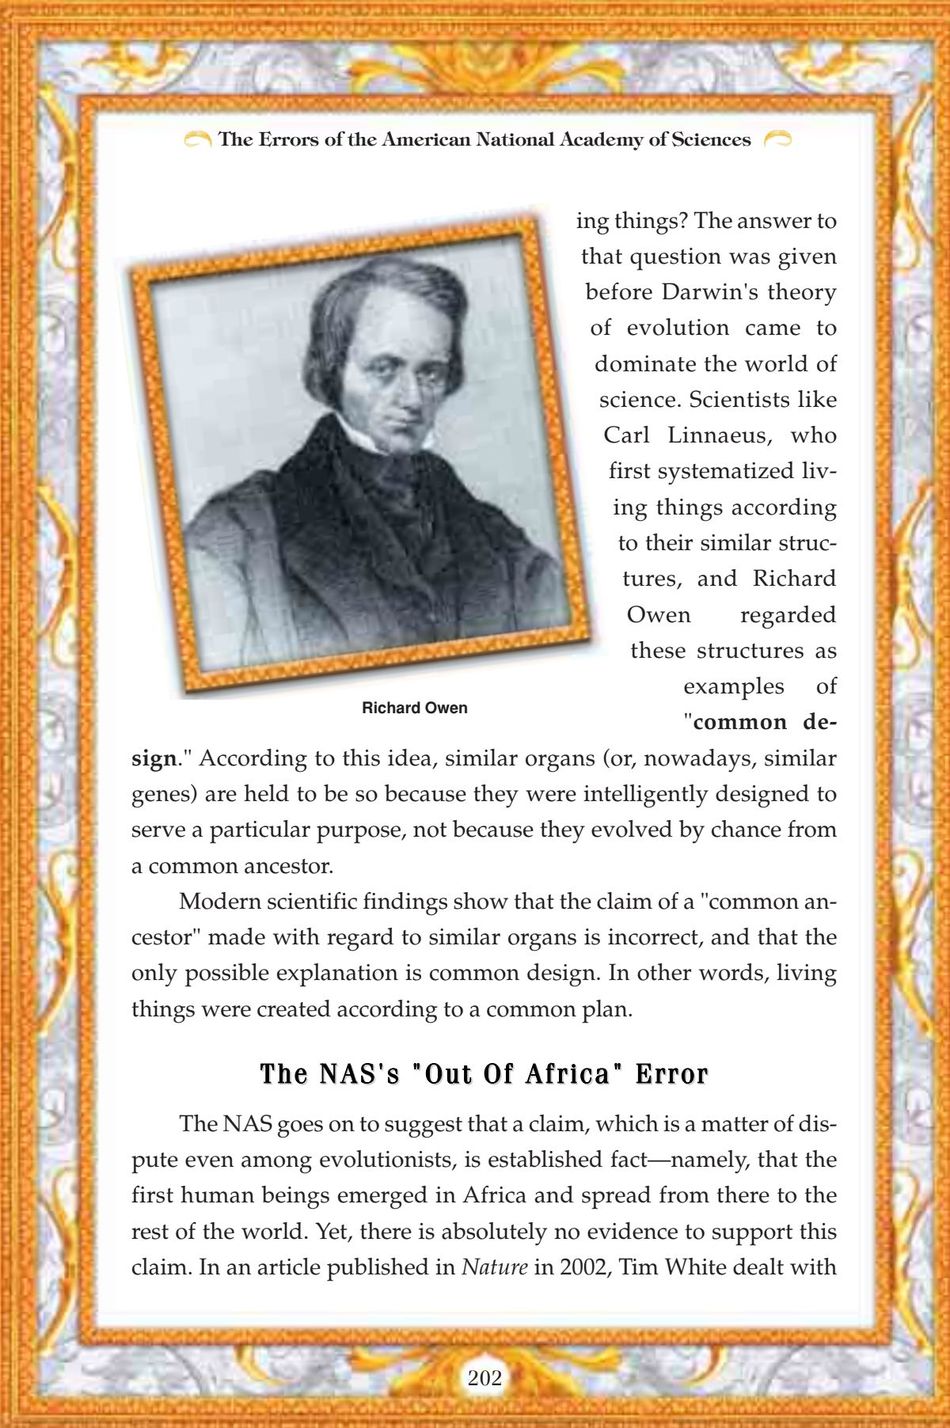 The Errors of the American National Academy of Sciences
ing things? The answer to
that question was given
before Darwin's theory
of evolution came to
dominate the world of
science. Scientists like
Carl Linnaeus, who
first systematized liv-
ing things according
to their similar struc-
tures, and Richard
Owen regarded
these structures as
examples of
"common de-
Richard Owen
sign." According to this idea, similar organs (or, nowadays, similar
genes) are held to be so because they were intelligently designed to
serve a particular purpose, not because they evolved by chance from
a common ancestor.
Modern scientific findings show that the claim of a "common an-
cestor" made with regard to similar organs is incorrect, and that the
only possible explanation is common design. In other words, living
things were created according to a common plan.
The NAS's "Out Of Africa" Error
The NAS goes on to suggest that a claim, which is a matter of dis-
pute even among evolutionists, is established fact—namely, that the
first human beings emerged in Africa and spread from there to the
rest of the world. Yet, there is absolutely no evidence to support this
claim. In an article published in Nature in 2002, Tim White dealt with
202